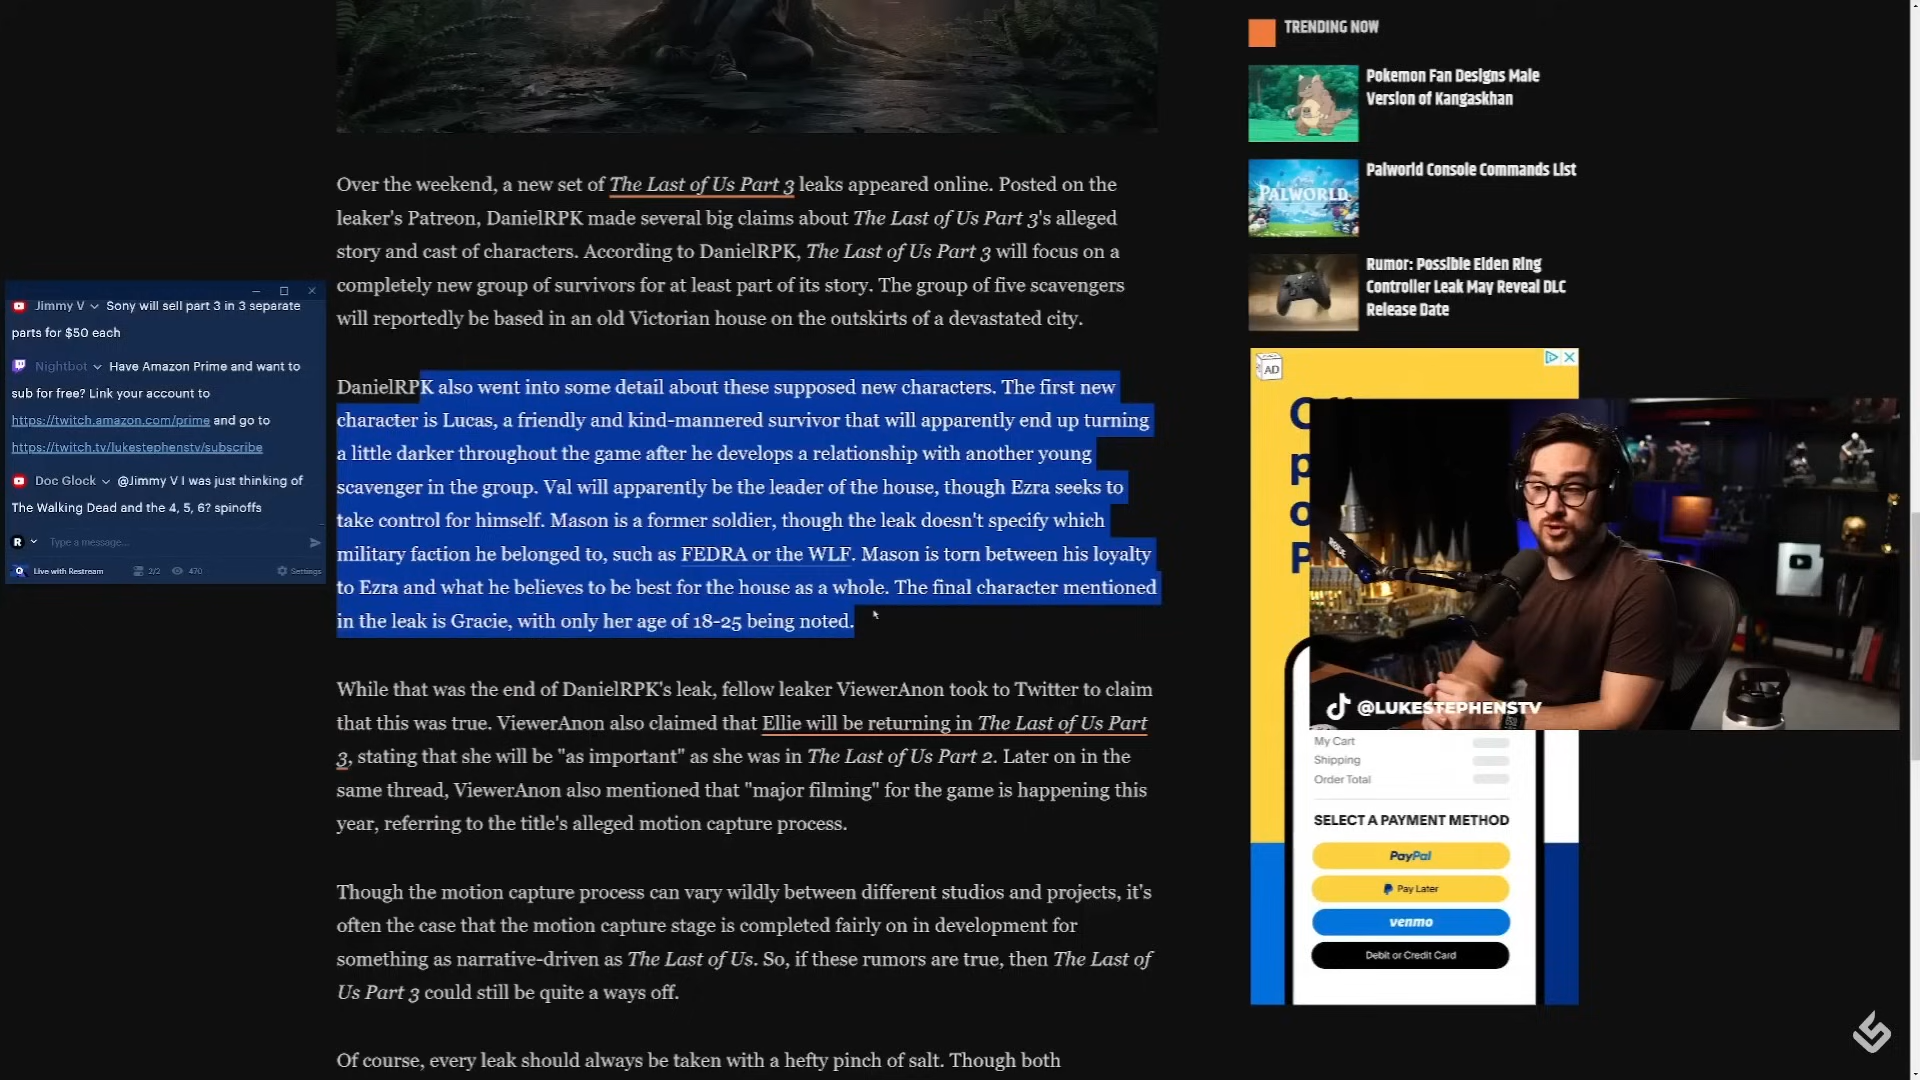 TRENDING NOW
Pokemon Fan Designs Male
Version of Kangaskhan
PALWORLD
Palworld Console Commands List
Rumor: Possible Elden Ring
Controller Leak May Reveal DLC
Release Date
Over the weekend, a new set of The Last of Us Part 3 leaks appeared online. Posted on the
leaker's Patreon, DanielRPK made several big claims about The Last of Us Part 3's alleged
story and cast of characters. According to DanielRPK, The Last of Us Part 3 will focus on a
completely new group of survivors for at least part of its story. The group of five scavengers
will reportedly be based in an old Victorian house on the outskirts of a devastated city.
DanielRPK also went into some detail about these supposed new characters. The first new
character is Lucas, a friendly and kind-mannered survivor that will apparently end up turning
a little darker throughout the game after he develops a relationship with another young
scavenger in the group. Val will apparently be the leader of the house, though Ezra seeks to
take control for himself. Mason is a former soldier, though the leak doesn't specify which
military faction he belonged to, such as FEDRA or the WLF. Mason is torn between his loyalty
to Ezra and what he believes to be best for the house as a whole. The final character mentioned
in the leak is Gracie, with only her age of 18-25 being noted.
While that was the end of DanielRPK's leak, fellow leaker ViewerAnon took to Twitter to claim
that this was true. ViewerAnon also claimed that Ellie will be returning in The Last of Us Part
3, stating that she will be "as important" as she was in The Last of Us Part 2. Later on in the
same thread, ViewerAnon also mentioned that "major filming" for the game is happening this
year, referring to the title's alleged motion capture process.
Though the motion capture process can vary wildly between different studios and projects, it's
often the case that the motion capture stage is completed fairly on in development for
something as narrative-driven as The Last of Us. So, if these rumors are true, then The Last of
Us Part 3 could still be quite a ways off.
Of course, every leak should always be taken with a hefty pinch of salt. Though both
Jimmy V Sony will sell part 3 in 3 separate
parts for $50 each
Nightbot Have Amazon Prime and want to
sub for free? Link your account to
https://twitch.amazon.com/prime and go to
https://twitch.tv/lukestephenstv/subscribe
Doc Glock @Jimmy V I was just thinking of
The Walking Dead and the 4, 5, 6? spinoffs
R Type a message...
Live with Restream 2/2 470 Settings
AD
@LUKESTEPHENSTV
My Cart
Shipping
Order Total
SELECT A PAYMENT METHOD
PayPal
Pay Later
venmo
Debit or Credit Card